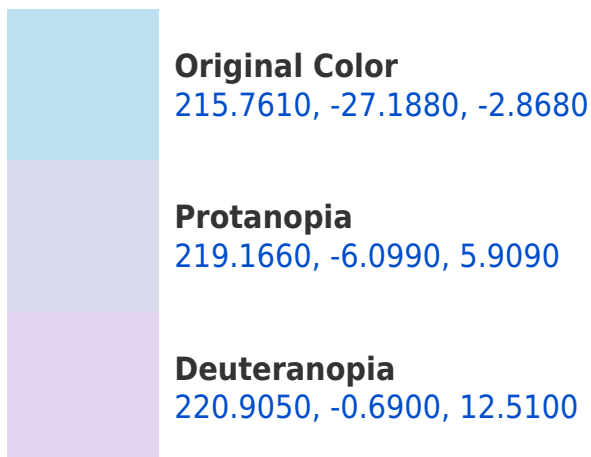 Original Color
215.7610, -27.1880, -2.8680
Protanopia
219.1660, -6.0990, 5.9090
Deuteranopia
220.9050, -0.6900, 12.5100